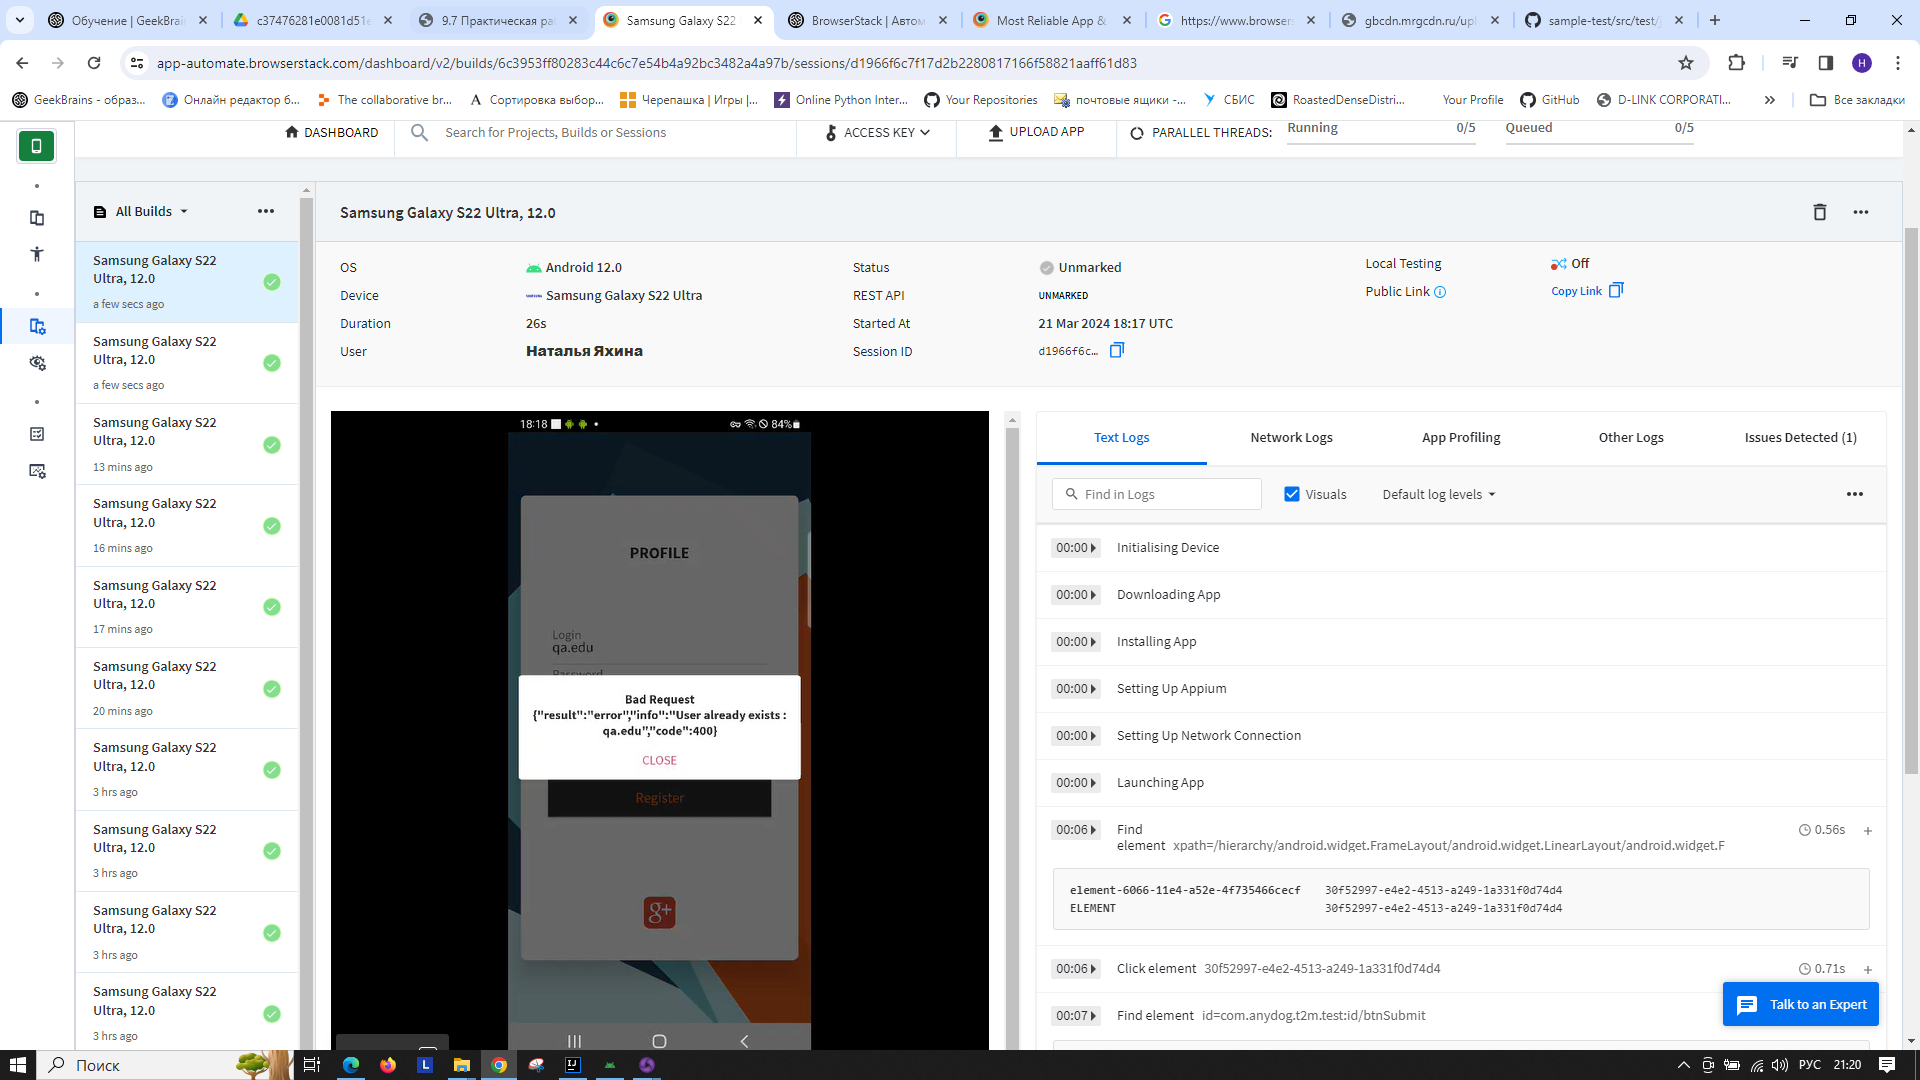 Обучение | GeekBrai
c37476281e0081d51e
9.7 Практическая ра
Samsung Galaxy S22
BrowserStack | Автом
Most Reliable App &
https://www.browsers
gbcdn.mrgcdn.ru/upl
sample-test/src/test/j
app-automate.browserstack.com/dashboard/v2/builds/6c3953ff80283c44c6c7e54b4a92bc3482a4a97b/sessions/d1966f6c7f17d2b2280817166f58821aaff61d83
H
GeekBrains - образ...
Онлайн редактор б...
The collaborative br...
Сортировка выбор...
Черепашка | Игры |...
Online Python Inter...
Your Repositories
почтовые ящики -...
СБИС
RoastedDenseDistri...
Your Profile
GitHub
D-LINK CORPORATI...
Все закладки
DASHBOARD
Search for Projects, Builds or Sessions
ACCESS KEY
UPLOAD APP
PARALLEL THREADS:
Running 0/5
Queued 0/5
All Builds
Samsung Galaxy S22
Ultra, 12.0
a few secs ago
Samsung Galaxy S22
Ultra, 12.0
a few secs ago
Samsung Galaxy S22
Ultra, 12.0
13 mins ago
Samsung Galaxy S22
Ultra, 12.0
16 mins ago
Samsung Galaxy S22
Ultra, 12.0
17 mins ago
Samsung Galaxy S22
Ultra, 12.0
20 mins ago
Samsung Galaxy S22
Ultra, 12.0
3 hrs ago
Samsung Galaxy S22
Ultra, 12.0
3 hrs ago
Samsung Galaxy S22
Ultra, 12.0
3 hrs ago
Samsung Galaxy S22
Ultra, 12.0
3 hrs ago
Samsung Galaxy S22 Ultra, 12.0
OS Android 12.0
Device Samsung Galaxy S22 Ultra
Duration 26s
User Наталья Яхина
Status Unmarked
REST API UNMARKED
Started At 21 Mar 2024 18:17 UTC
Session ID d1966f6c...
Local Testing Off
Public Link Copy Link
18:18 84%
PROFILE
Login
qa.edu
Password
Bad Request
{"result":"error","info":"User already exists :
qa.edu","code":400}
CLOSE
Register
g+
Text Logs
Network Logs
App Profiling
Other Logs
Issues Detected (1)
Find in Logs
Visuals
Default log levels
00:00 Initialising Device
00:00 Downloading App
00:00 Installing App
00:00 Setting Up Appium
00:00 Setting Up Network Connection
00:00 Launching App
00:06 Find 0.56s +
element xpath=/hierarchy/android.widget.FrameLayout/android.widget.LinearLayout/android.widget.F
element-6066-11e4-a52e-4f735466cecf 30f52997-e4e2-4513-a249-1a331f0d74d4
ELEMENT 30f52997-e4e2-4513-a249-1a331f0d74d4
00:06 Click element 30f52997-e4e2-4513-a249-1a331f0d74d4 0.71s +
00:07 Find element id=com.anydog.t2m.test:id/btnSubmit
Talk to an Expert
Поиск
L
РУС
21:20